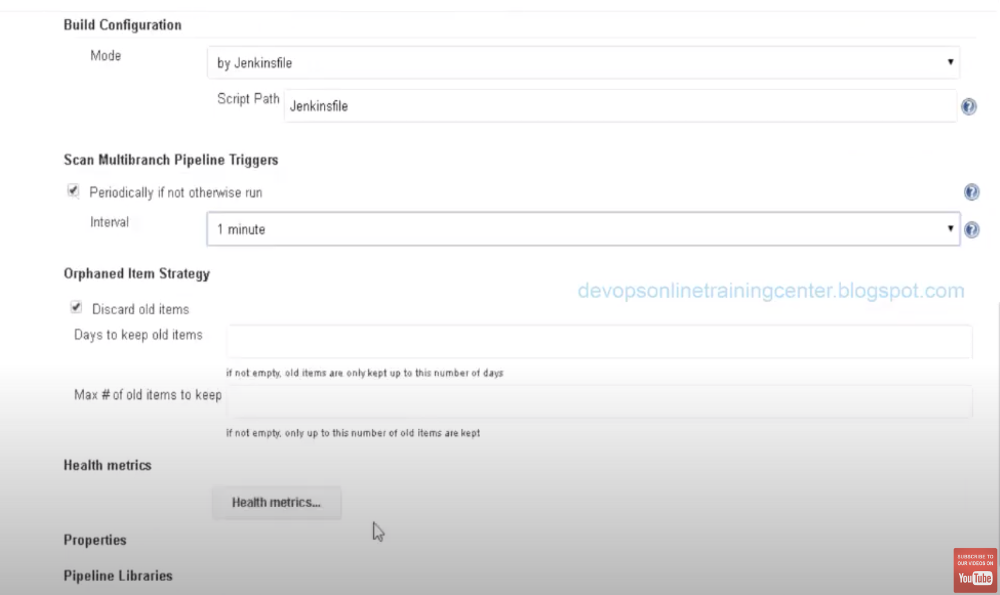 Build Configuration
Mode
by Jenkinsfile
Script Path
Jenkinsfile
Scan Multibranch Pipeline Triggers
Periodically if not otherwise run
Interval
1 minute
Orphaned Item Strategy
devopsonlinetrainingcenter.blogspot.com
Discard old items
Days to keep old items
if not empty, old items are only kept up to this number of days
Max # of old items to keep
if not empty, only up to this number of old items are kept
Health metrics
Health metrics...
Properties
SUBSCRIBE TO
OUR VIDEOS ON
YouTube
Pipeline Libraries